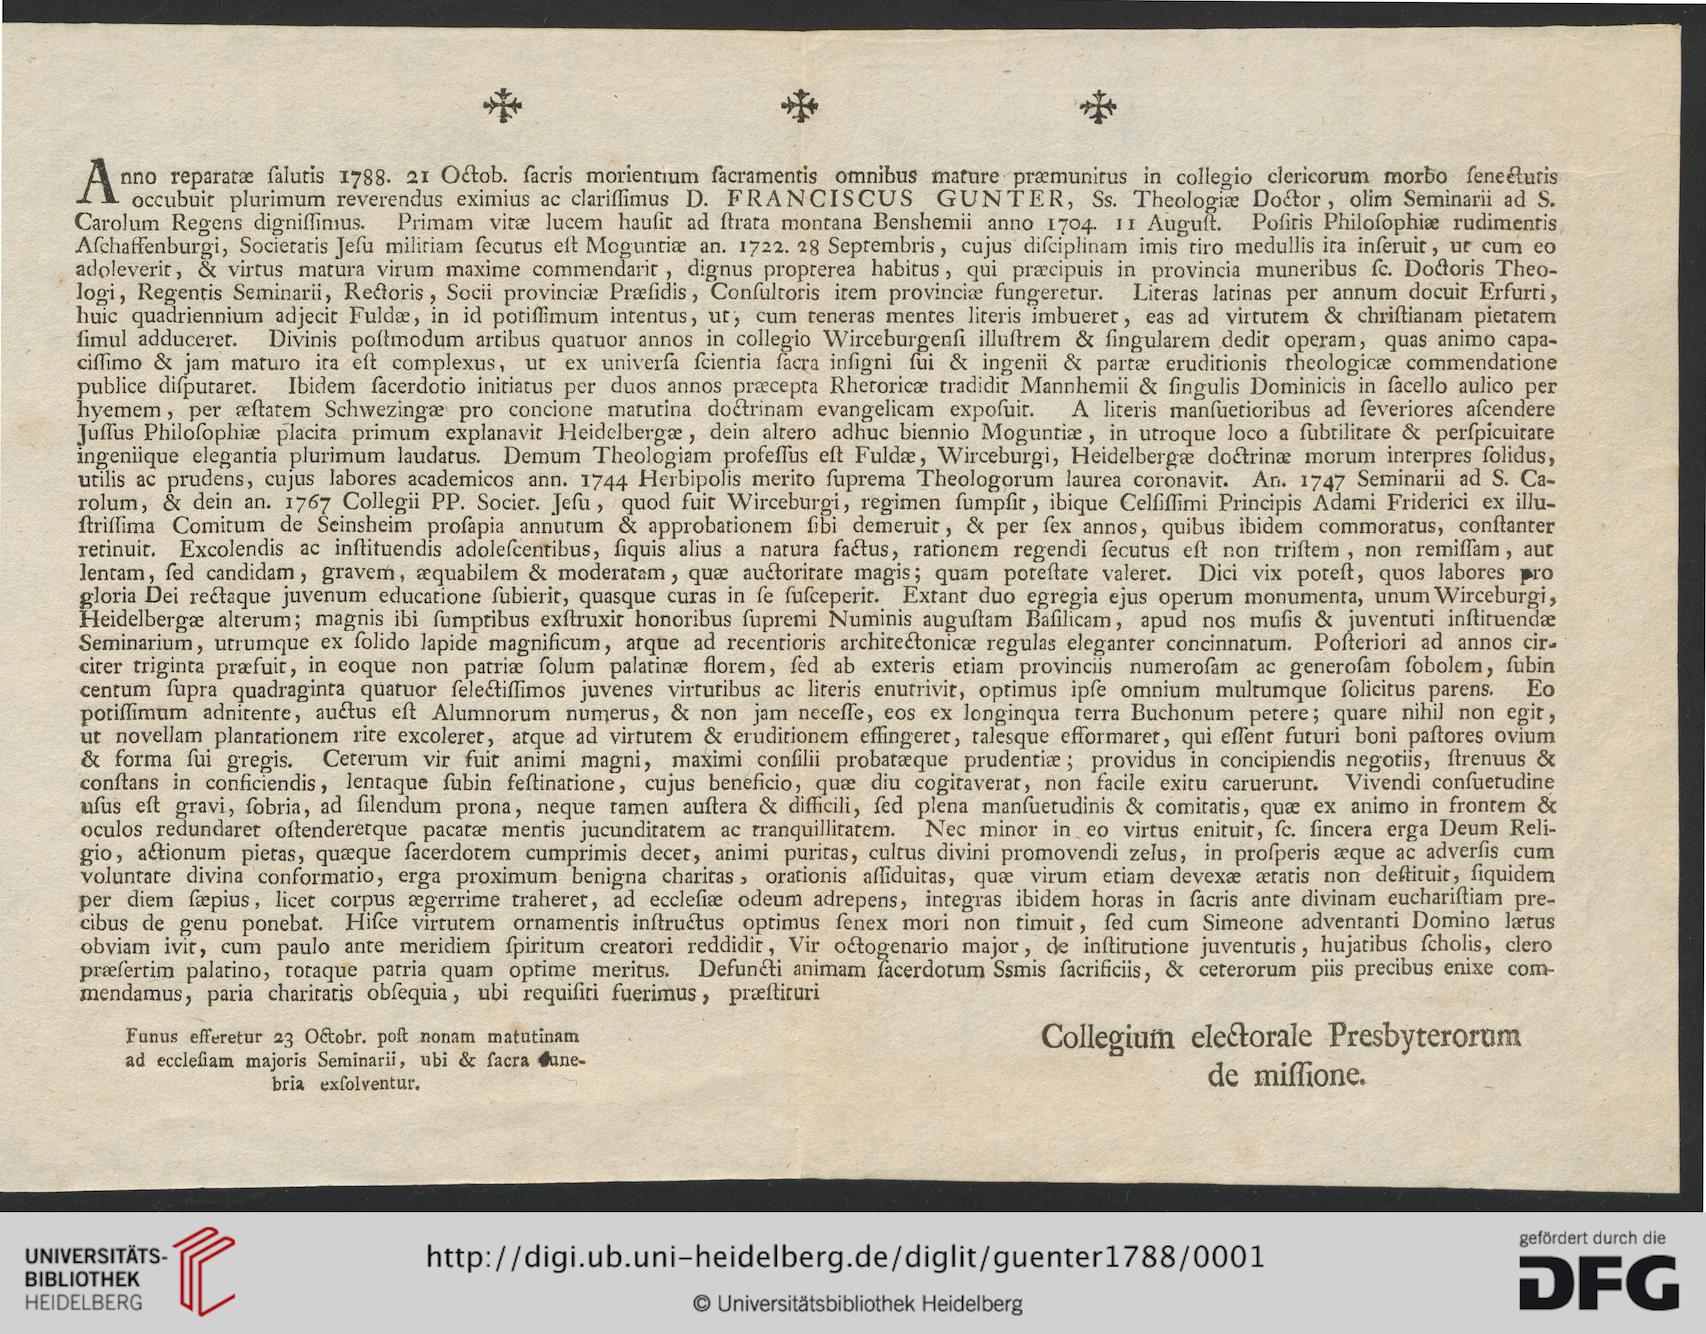 Anno reparatæ ſalutis 1788. 21 Octob. ſacris morientium ſacramentis omnibus mature præmunitus in collegio clericorum morbo ſenectutis
occubuit plurimum reverendus eximius ac clariſſimus D. FRANCISCUS GUNTER, Ss. Theologiæ Doctor, olim Seminarii ad S.
Carolum Regens digniſſimus. Primam vitæ lucem hauſit ad ſtrata montana Benshemii anno 1704. 11 Auguſt. Poſitis Philoſophiæ rudimentis
Aſchaffenburgi, Societatis Jeſu militiam ſecutus eſt Moguntiæ an. 1722. 28 Septembris, cujus diſciplinam imis tiro medullis ita inſeruit, ut cum eo
adoleverit, & virtus matura virum maxime commendarit, dignus propterea habitus, qui præcipuis in provincia muneribus ſc. Doctoris Theo-
logi, Regentis Seminarii, Rectoris, Socii provinciæ Præſidis, Conſultoris item provinciæ fungeretur. Literas latinas per annum docuit Erfurti,
huic quadriennium adjecit Fuldæ, in id potiſſimum intentus, ut, cum teneras mentes literis imbueret, eas ad virtutem & chriſtianam pietatem
ſimul adduceret. Divinis poſtmodum artibus quatuor annos in collegio Wirceburgenſi illuſtrem & ſingularem dedit operam, quas animo capa-
ciſſimo & jam maturo ita eſt complexus, ut ex univerſa ſcientia ſacra inſigni ſui & ingenii & partæ eruditionis theologicæ commendatione
publice diſputaret. Ibidem ſacerdotio initiatus per duos annos præcepta Rhetoricæ tradidit Mannhemii & ſingulis Dominicis in ſacello aulico per
hyemem, per æſtatem Schwezingæ pro concione matutina doctrinam evangelicam expoſuit. A literis manſuetioribus ad ſeveriores aſcendere
Juſſus Philoſophiæ placita primum explanavit Heidelbergæ, dein altero adhuc biennio Moguntiæ, in utroque loco a ſubtilitate & perſpicuitate
ingeniique elegantia plurimum laudatus. Demum Theologiam profeſſus eſt Fuldæ, Wirceburgi, Heidelbergæ doctrinæ morum interpres ſolidus,
utilis ac prudens, cujus labores academicos ann. 1744 Herbipolis merito ſuprema Theologorum laurea coronavit. An. 1747 Seminarii ad S. Ca-
rolum, & dein an. 1767 Collegii PP. Societ. Jeſu, quod fuit Wirceburgi, regimen ſumpſit, ibique Celſiſſimi Principis Adami Friderici ex illu-
ſtriſſima Comitum de Seinsheim proſapia annutum & approbationem ſibi demeruit, & per ſex annos, quibus ibidem commoratus, conſtanter
retinuit. Excolendis ac inſtituendis adoleſcentibus, ſiquis alius a natura factus, rationem regendi ſecutus eſt non triſtem, non remiſſam, aut
lentam, ſed candidam, gravem, æquabilem & moderatam, quæ auctoritate magis; quam poteſtate valeret. Dici vix poteſt, quos labores pro
gloria Dei rectaque juvenum educatione ſubierit, quasque curas in ſe ſuſceperit. Extant duo egregia ejus operum monumenta, unum Wirceburgi,
Heidelbergæ alterum; magnis ibi ſumptibus exſtruxit honoribus ſupremi Numinis auguſtam Baſilicam, apud nos muſis & juventuti inſtituendæ
Seminarium, utrumque ex ſolido lapide magnificum, atque ad recentioris architectonicæ regulas eleganter concinnatum. Poſteriori ad annos cir-
citer triginta præfuit, in eoque non patriæ ſolum palatinæ florem, ſed ab exteris etiam provinciis numeroſam ac generoſam ſobolem, ſubin
centum ſupra quadraginta quatuor ſelectiſſimos juvenes virtutibus ac literis enutrivit, optimus ipſe omnium multumque ſolicitus parens. Eo
potiſſimum adnitente, auctus eſt Alumnorum numerus, & non jam neceſſe, eos ex longinqua terra Buchonum petere; quare nihil non egit,
ut novellam plantationem rite excoleret, atque ad virtutem & eruditionem effingeret, talesque efformaret, qui eſſent futuri boni paſtores ovium
& forma ſui gregis. Ceterum vir fuit animi magni, maximi conſilii probatæque prudentiæ; providus in concipiendis negotiis, ſtrenuus &
conſtans in conficiendis, lentaque ſubin feſtinatione, cujus beneficio, quæ diu cogitaverat, non facile exitu caruerunt. Vivendi conſuetudine
uſus eſt gravi, ſobria, ad ſilendum prona, neque tamen auſtera & difficili, ſed plena manſuetudinis & comitatis, quæ ex animo in frontem &
oculos redundaret oſtenderetque pacatæ mentis jucunditatem ac tranquillitatem. Nec minor in eo virtus enituit, ſc. ſincera erga Deum Reli-
gio, actionum pietas, quæque ſacerdotem cumprimis decet, animi puritas, cultus divini promovendi zelus, in proſperis æque ac adverſis cum
voluntate divina conformatio, erga proximum benigna charitas, orationis aſſiduitas, quæ virum etiam devexæ ætatis non deſtituit, ſiquidem
per diem ſæpius, licet corpus ægerrime traheret, ad eccleſiæ odeum adrepens, integras ibidem horas in ſacris ante divinam euchariſtiam pre-
cibus de genu ponebat. Hiſce virtutem ornamentis inſtructus optimus ſenex mori non timuit, ſed cum Simeone adventanti Domino lætus
obviam ivit, cum paulo ante meridiem ſpiritum creatori reddidit, Vir octogenario major, de inſtitutione juventutis, hujatibus ſcholis, clero
præſertim palatino, totaque patria quam optime meritus. Defuncti animam ſacerdotum Ssmis ſacrificiis, & ceterorum piis precibus enixe com-
mendamus, paria charitatis obſequia, ubi requiſiti fuerimus, præſtituri
Funus efferetur 23 Octobr. poſt nonam matutinam
ad eccleſiam majoris Seminarii, ubi & ſacra fune-
bria exſolventur.
Collegium electorale Presbyterorum
de miſſione.
UNIVERSITÄTS-
BIBLIOTHEK
HEIDELBERG
http://digi.ub.uni-heidelberg.de/diglit/guenter1788/0001
© Universitätsbibliothek Heidelberg
gefördert durch die
DFG